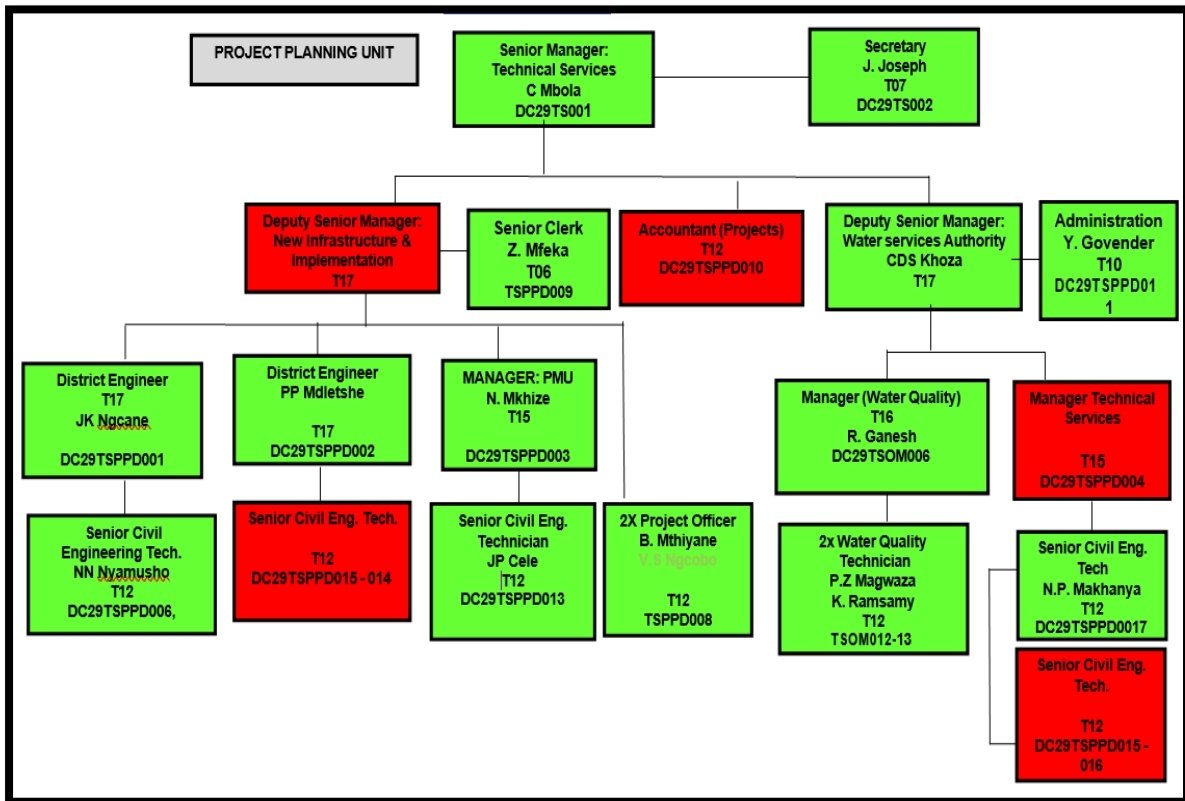 PROJECT PLANNING UNIT
Senior Manager:
Technical Services
C Mbola
DC29TS001
Secretary
J. Joseph
T07
DC29TS002
Deputy Senior Manager:
New Infrastructure &
Implementation
T17
Senior Clerk
Z. Mfeka
T06
TSPPD009
Accountant (Projects)
T12
DC29TSPPD010
Deputy Senior Manager:
Water services Authority
CDS Khoza
T17
Administration
Y. Govender
T10
DC29TSPPD01
1
District Engineer
T17
JK Ngcane
DC29TSPPD001
District Engineer
PP Mdletshe
T17
DC29TSPPD002
MANAGER: PMU
N. Mkhize
T15
DC29TSPPD003
Manager (Water Quality)
T16
R. Ganesh
DC29TSOM006
Manager Technical
Services
T15
DC29TSPPD004
Senior Civil
Engineering Tech.
NN Nyamusho
T12
DC29TSPPD006,
Senior Civil Eng. Tech.
T12
DC29TSPPD015 - 014
Senior Civil Eng.
Technician
JP Cele
T12
DC29TSPPD013
2X Project Officer
B. Mthiyane
V.S Ngcobo
T12
TSPPD008
2x Water Quality
Technician
P.Z Magwaza
K. Ramsamy
T12
TSOM012-13
Senior Civil Eng.
Tech
N.P. Makhanya
T12
DC29TSPPD0017
Senior Civil Eng.
Tech.
T12
DC29TSPPD015 -
016